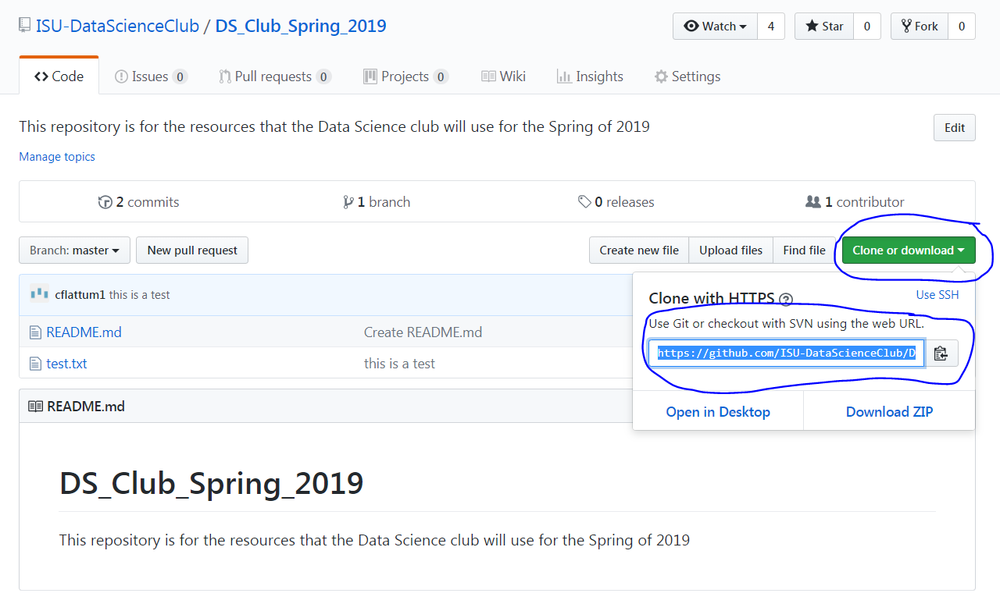 ISU-DataScienceClub / DS_Club_Spring_2019
Watch 4 Star 0 Fork 0
Code Issues 0 Pull requests 0 Projects 0 Wiki Insights Settings
This repository is for the resources that the Data Science club will use for the Spring of 2019
Edit
Manage topics
2 commits 1 branch 0 releases 1 contributor
Branch: master New pull request Create new file Upload files Find file Clone or download
cflattum1 this is a test
README.md Create README.md
test.txt this is a test
Clone with HTTPS ? Use SSH
Use Git or checkout with SVN using the web URL.
https://github.com/ISU-DataScienceClub/D
Open in Desktop Download ZIP
README.md
DS_Club_Spring_2019
This repository is for the resources that the Data Science club will use for the Spring of 2019